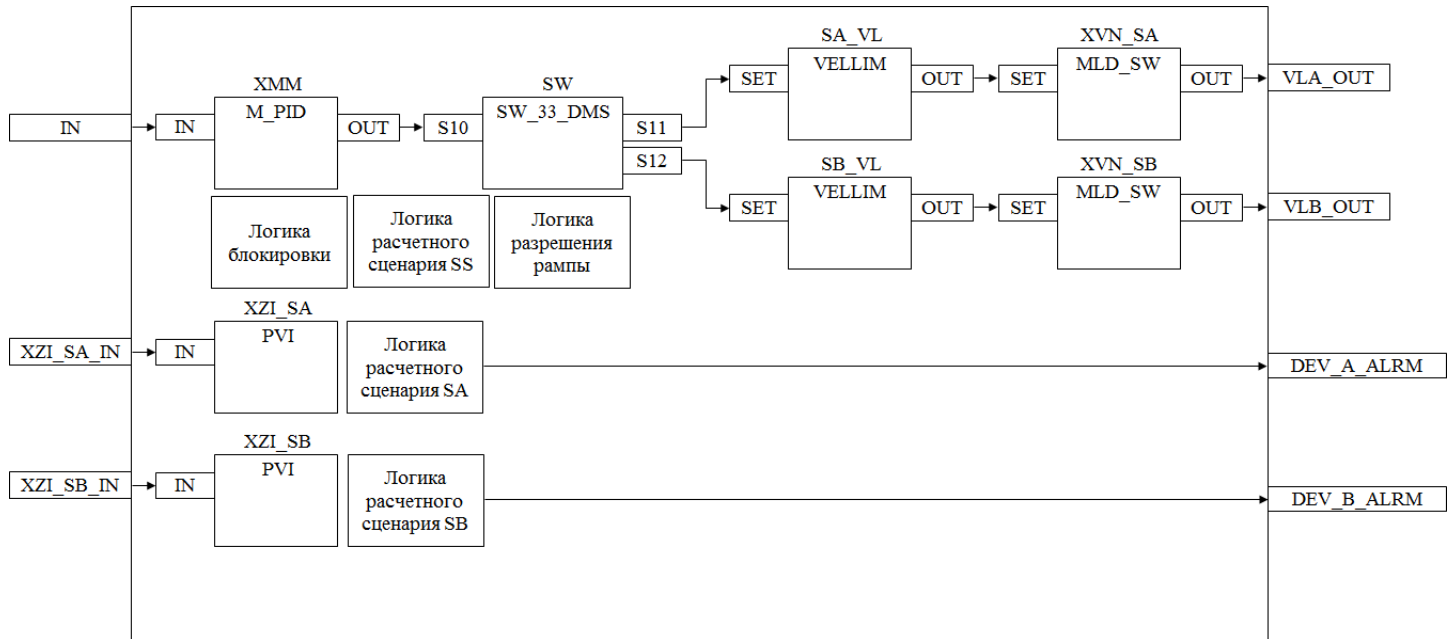 SA_VL
XVN_SA
SET
VELLIM
OUT
SET
MLD_SW
OUT
VLA_OUT
XMM
SW
IN
IN
M_PID
OUT
S10
SW_33_DMS
S11
S12
SB_VL
XVN_SB
SET
VELLIM
OUT
SET
MLD_SW
OUT
VLB_OUT
Логика
блокировки
Логика
расчетного
сценария SS
Логика
разрешения
рампы
XZI_SA
XZI_SA_IN
IN
PVI
Логика
расчетного
сценария SA
DEV_A_ALRM
XZI_SB
XZI_SB_IN
IN
PVI
Логика
расчетного
сценария SB
DEV_B_ALRM